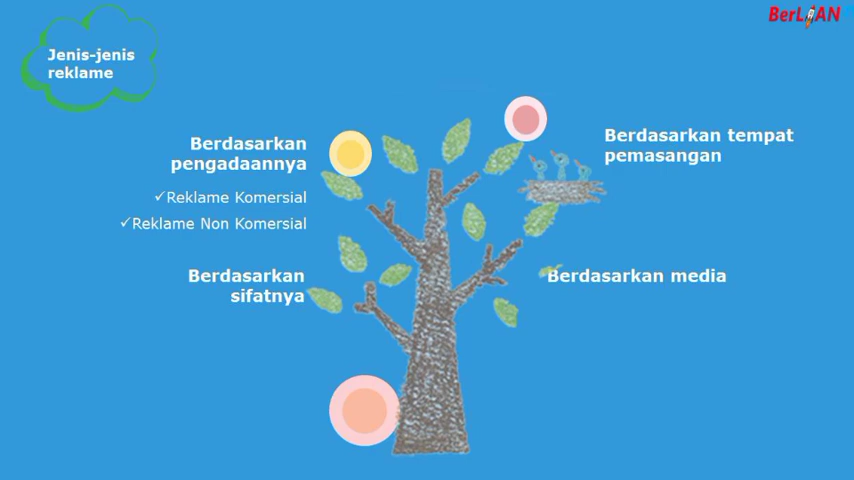 Jenis-jenis
reklame
BerLIAN
Berdasarkan
pengadaannya
✓Reklame Komersial
✓Reklame Non Komersial
Berdasarkan
sifatnya
Berdasarkan tempat
pemasangan
Berdasarkan media